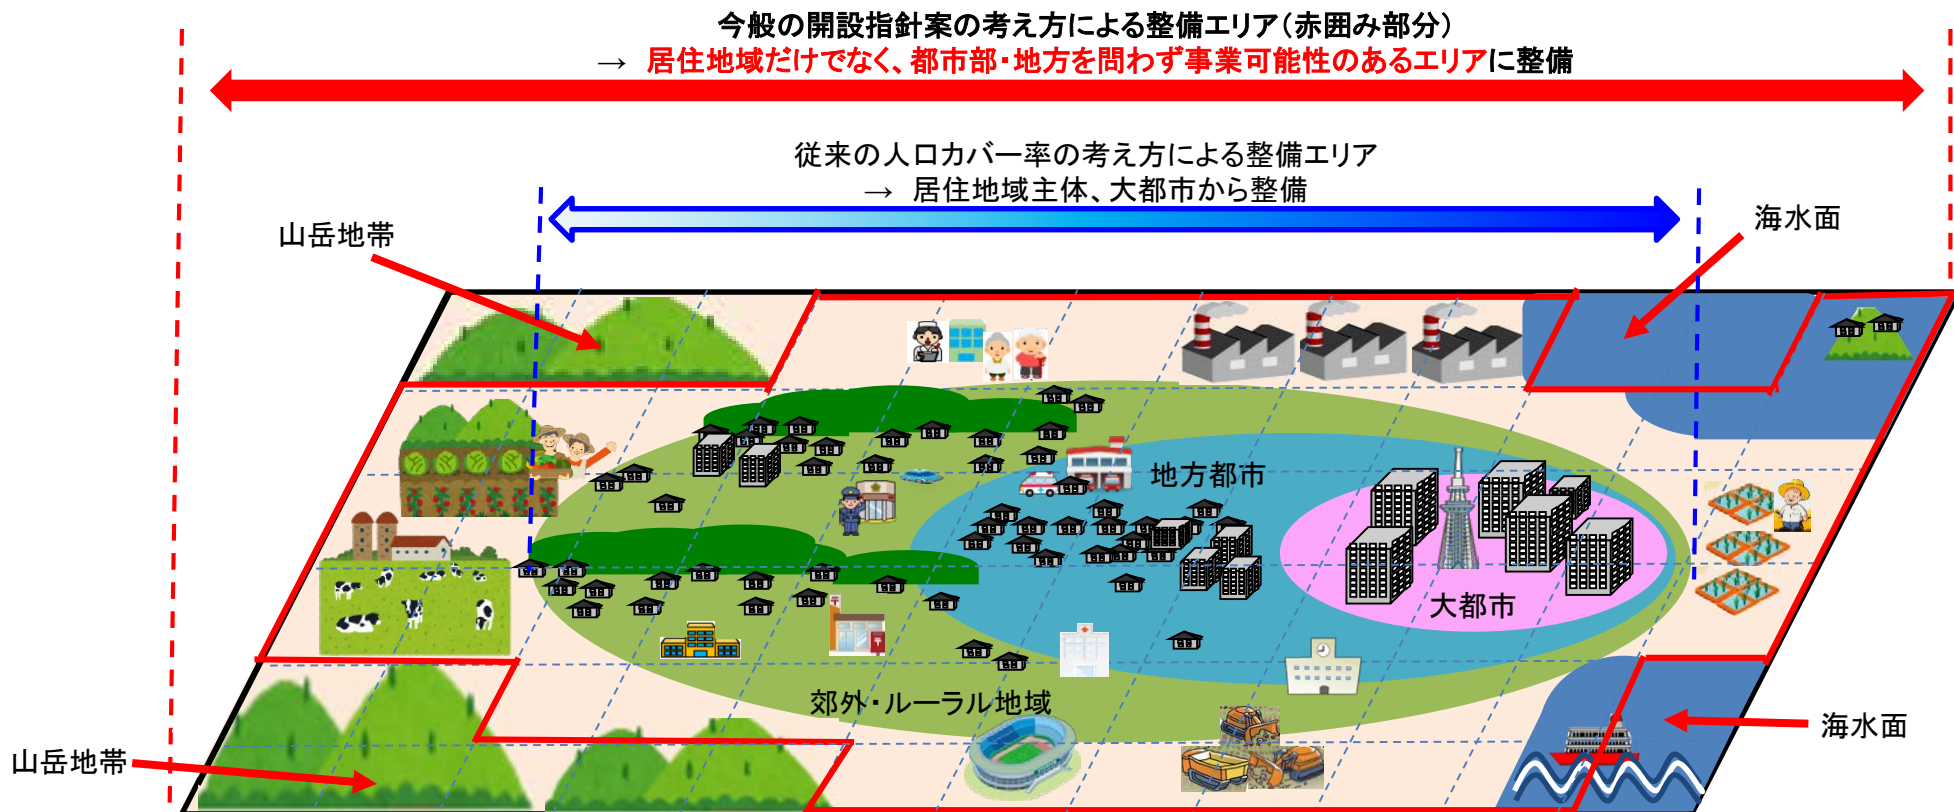 今般の開設指針案の考え方による整備エリア（赤囲み部分）
→ 居住地域だけでなく、都市部・地方を問わず事業可能性のあるエリアに整備
従来の人口カバー率の考え方による整備エリア
→ 居住地域主体、大都市から整備
山岳地帯
海水面
地方都市
大都市
郊外・ルーラル地域
山岳地帯
海水面